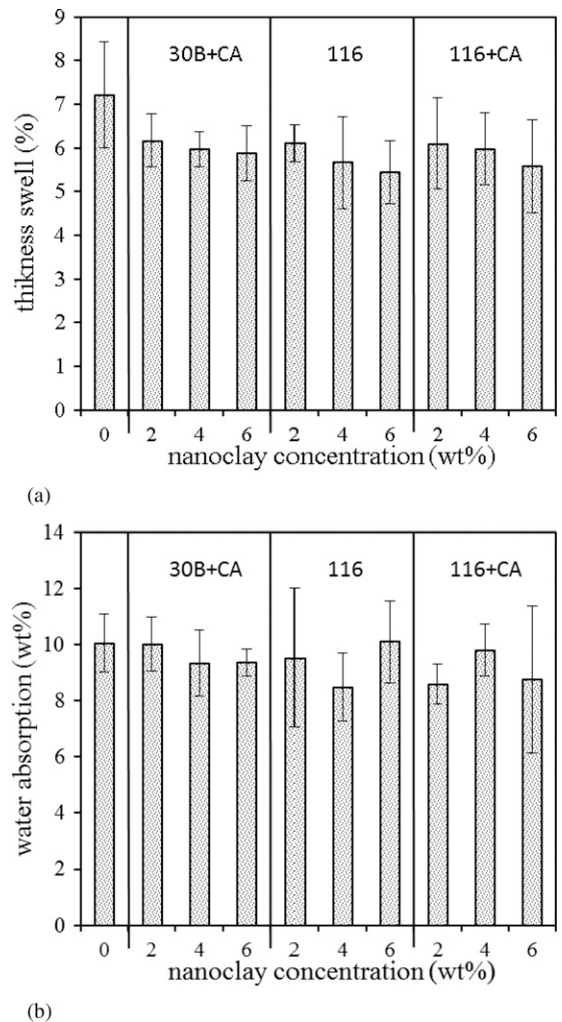 9
8
7
6
5
4
3
2
1
0
thikness swell (%)
30B+CA 116 116+CA
0 2 4 6 2 4 6 2 4 6
nanoclay concentration (wt%)
(a)
14
12
10
8
6
4
2
0
water absorption (wt%)
30B+CA 116 116+CA
0 2 4 6 2 4 6 2 4 6
nanoclay concentration (wt%)
(b)